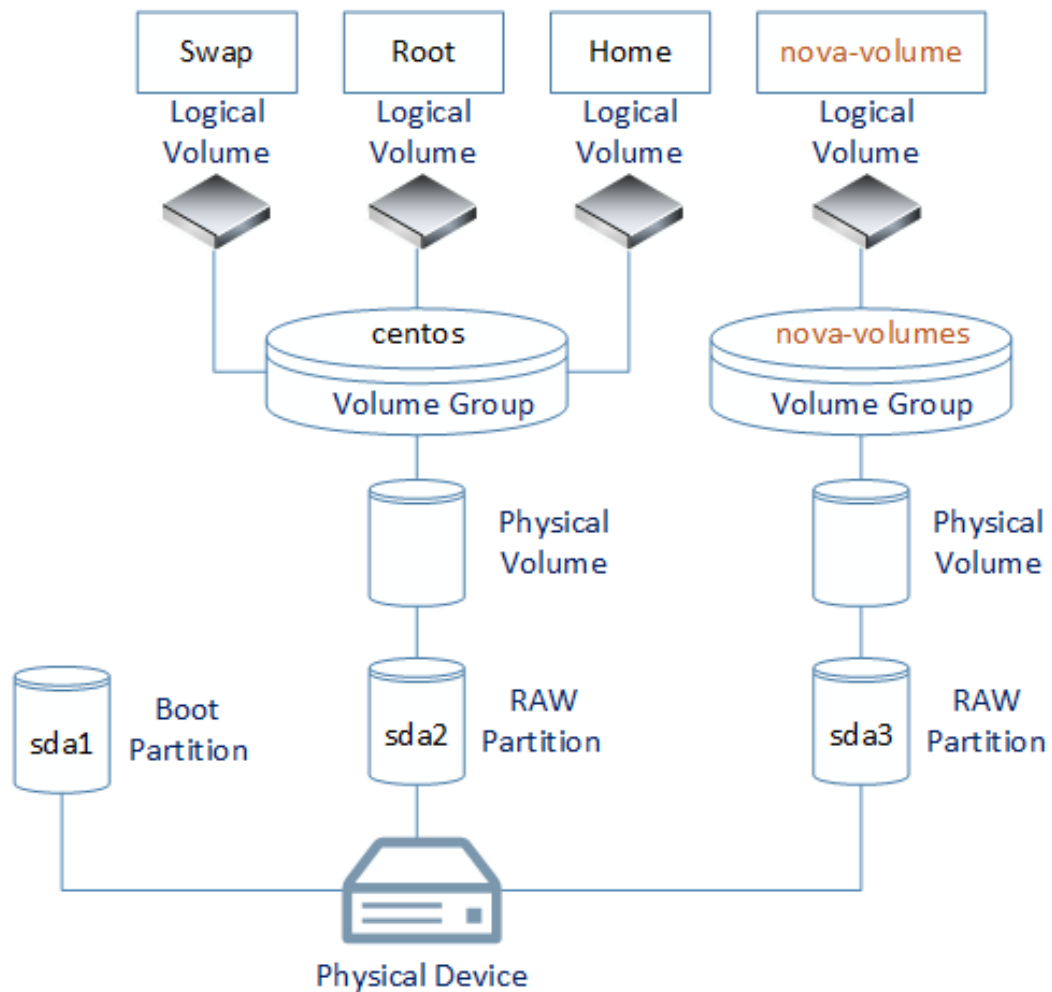 Swap
Root
Home
nova-volume
Logical
Volume
Logical
Volume
Logical
Volume
Logical
Volume
centos
Volume Group
nova-volumes
Volume Group
Physical
Volume
Physical
Volume
sda1
Boot
Partition
sda2
RAW
Partition
sda3
RAW
Partition
Physical Device